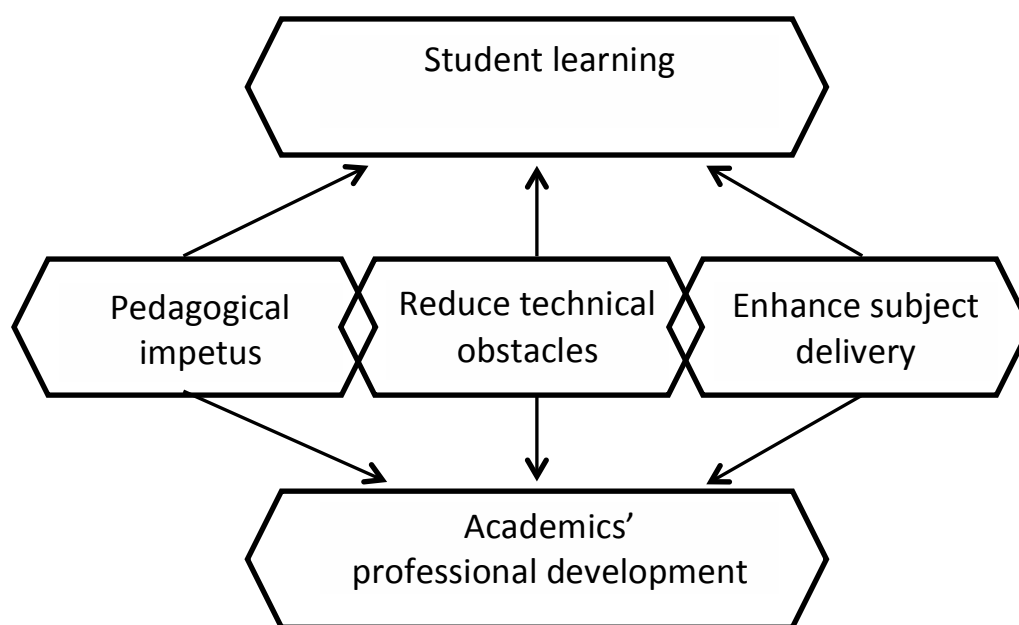 Student learning
Pedagogical
impetus
Reduce technical
obstacles
Enhance subject
delivery
Academics’
professional development